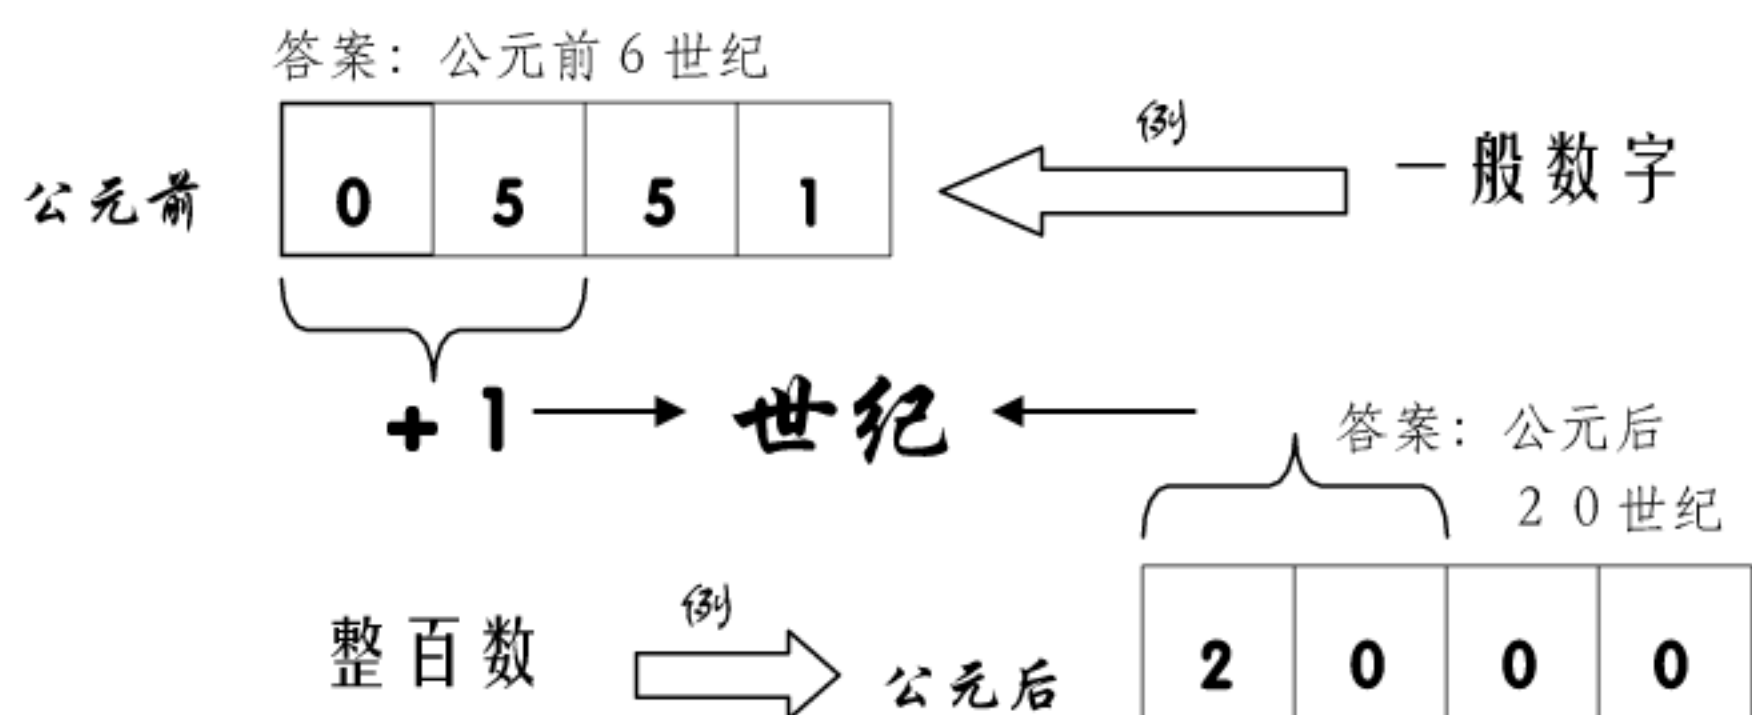 答案：公元前6世纪
例
一般数字
公元前 0 5 5 1
+1 世纪
答案：公元后
20世纪
例
整百数
公元后 2 0 0 0